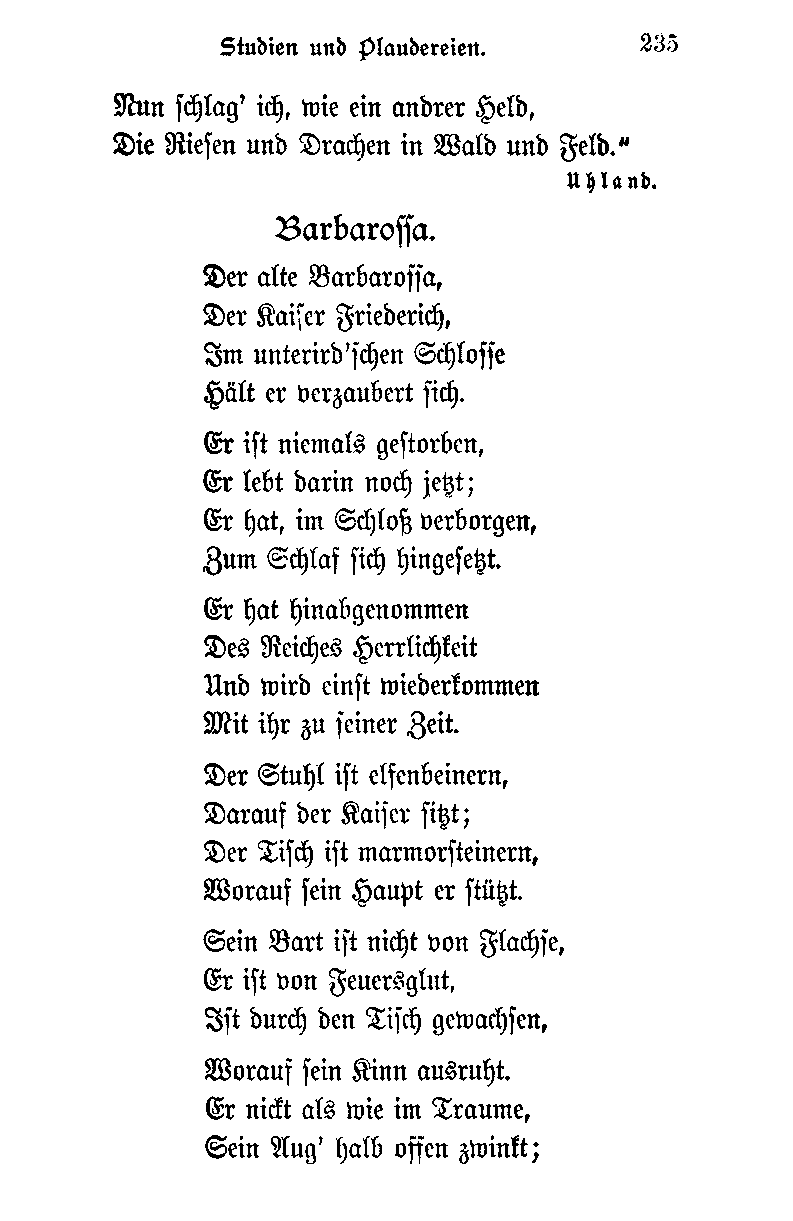 Studien und Plaudereien. 235
Nun schlag' ich, wie ein andrer Held,
Die Riesen und Drachen in Wald und Feld."
Uhland.
Barbarossa.
Der alte Barbarossa,
Der Kaiser Friederich,
Im unterird'schen Schlosse
Hält er verzaubert sich.
Er ist niemals gestorben,
Er lebt darin noch jetzt;
Er hat, im Schloß verborgen,
Zum Schlaf sich hingesetzt.
Er hat hinabgenommen
Des Reiches Herrlichkeit
Und wird einst wiederkommen
Mit ihr zu seiner Zeit.
Der Stuhl ist elfenbeinern,
Darauf der Kaiser sitzt;
Der Tisch ist marmorsteinern,
Worauf sein Haupt er stützt.
Sein Bart ist nicht von Flachse,
Er ist von Feuersglut,
Ist durch den Tisch gewachsen,
Worauf sein Kinn ausruht.
Er nickt als wie im Traume,
Sein Aug' halb offen zwinkt;